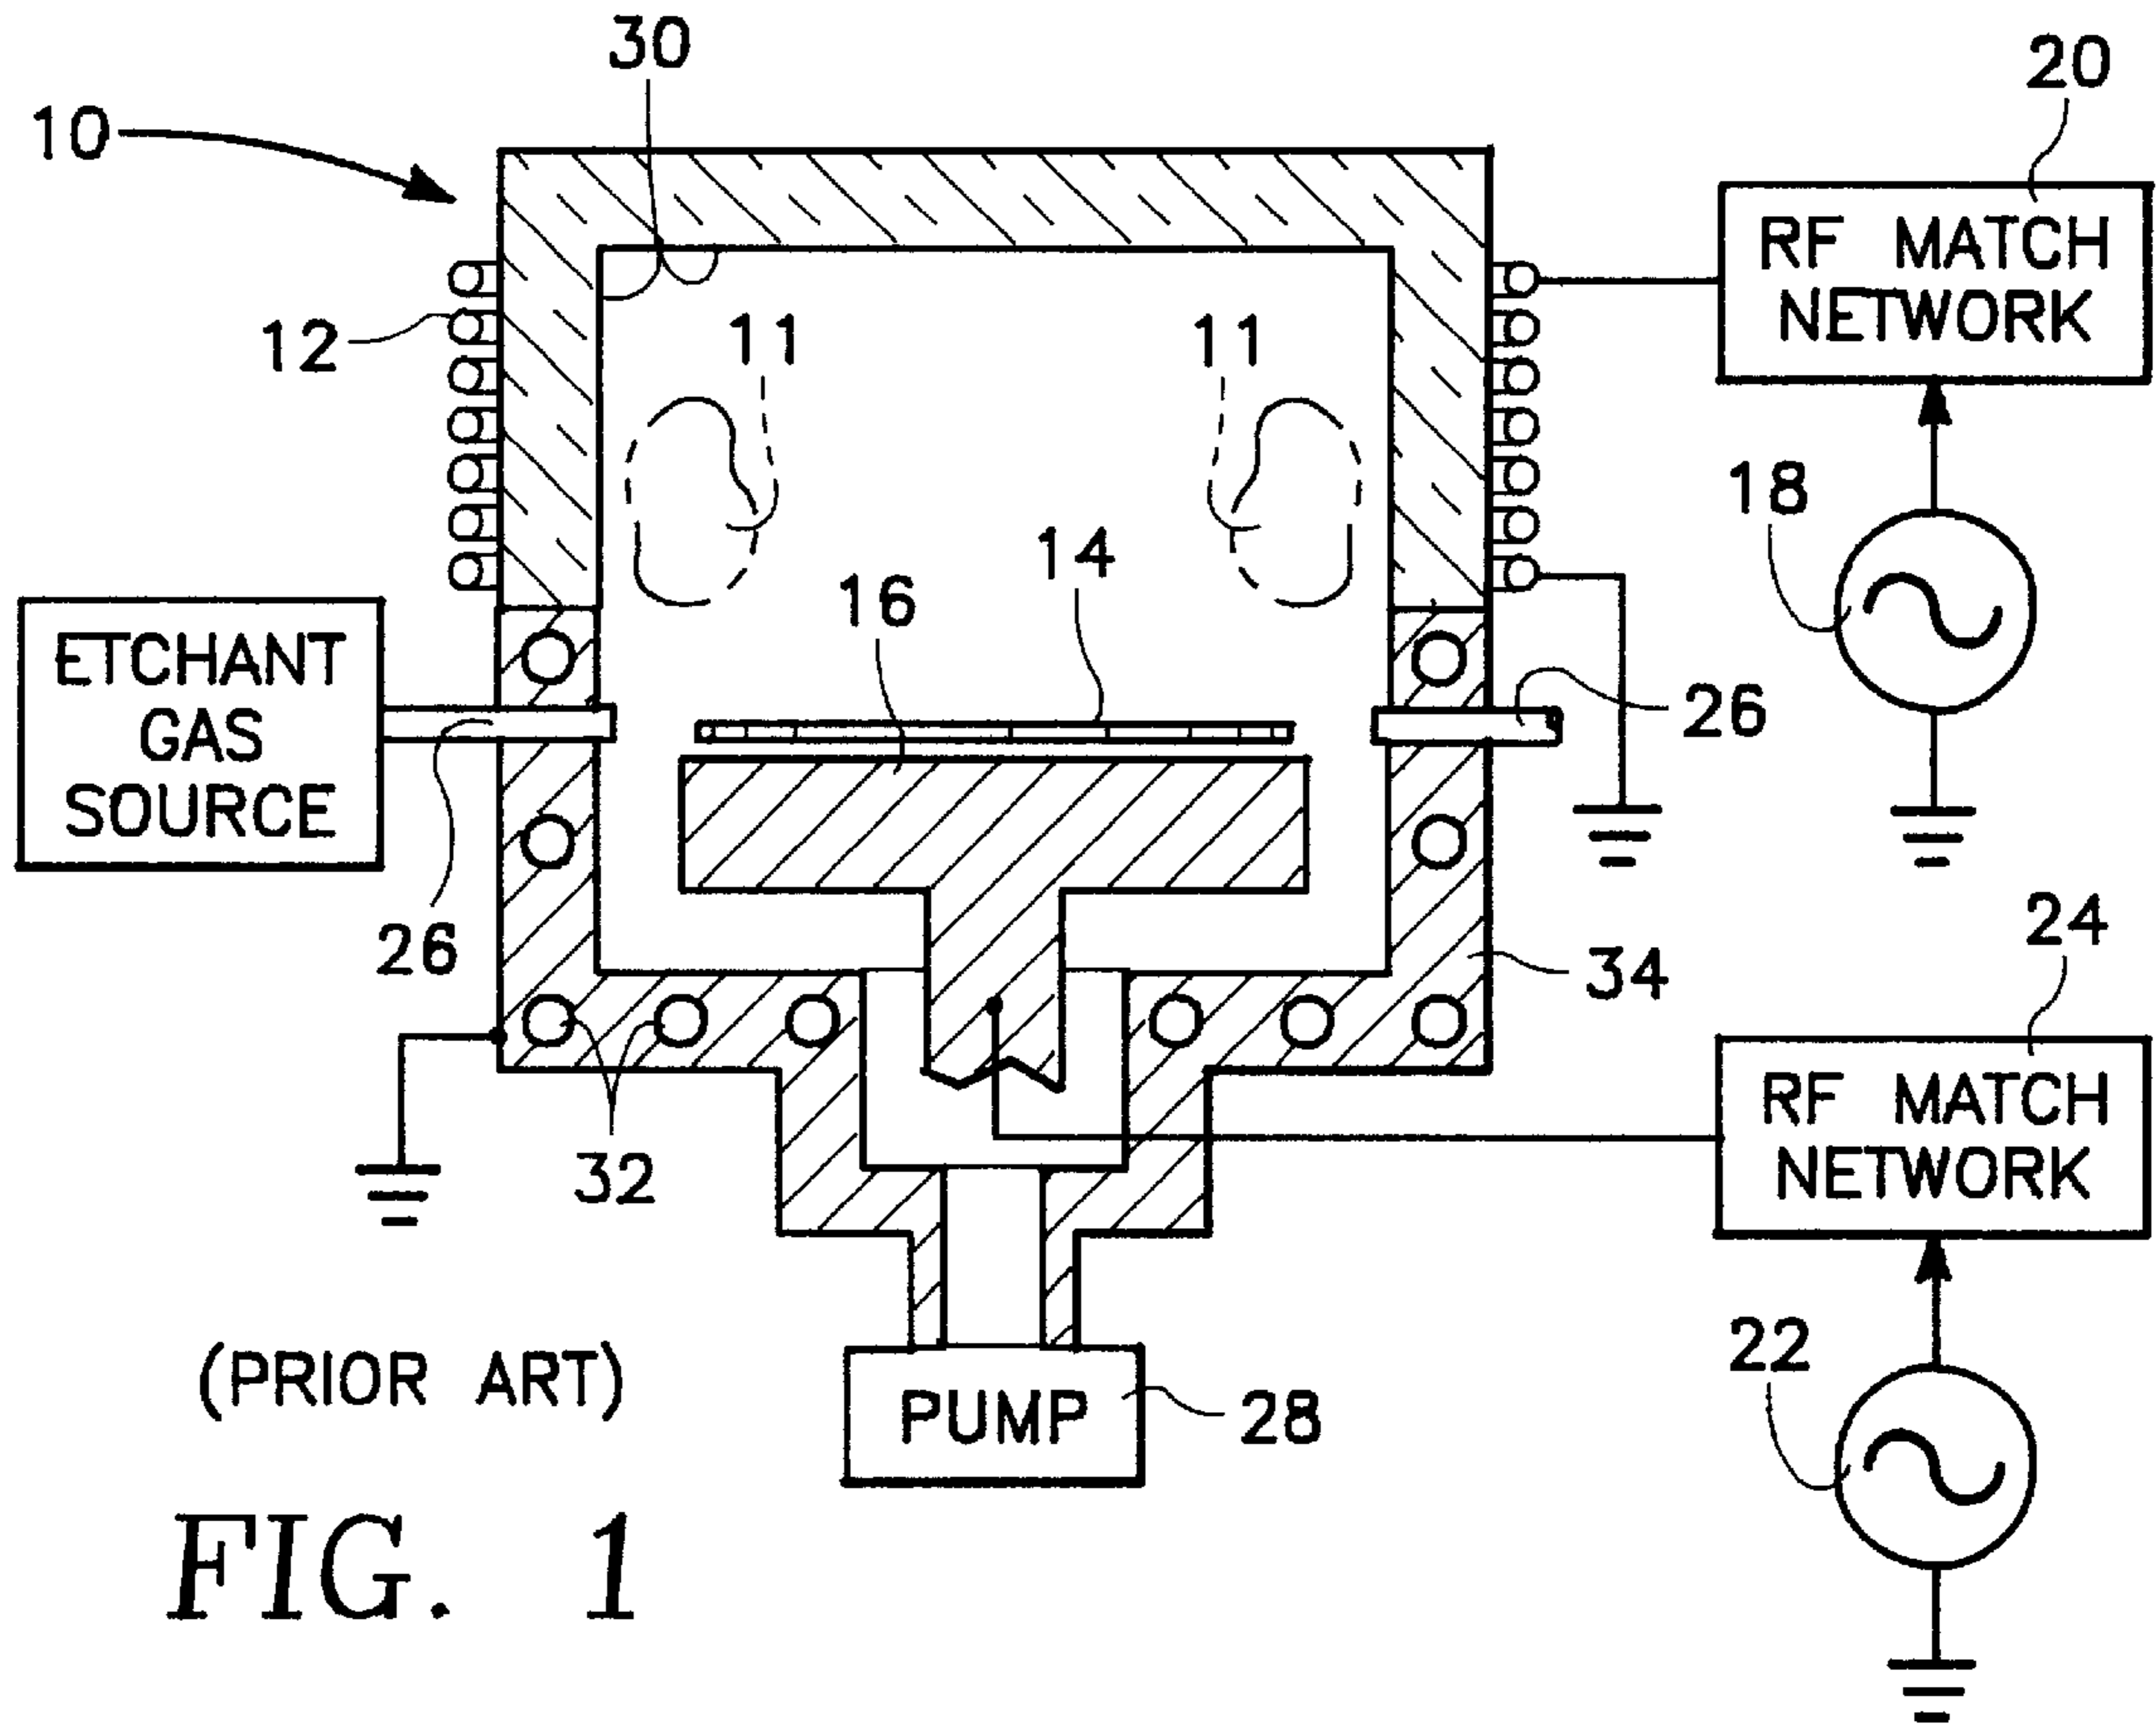 30
20
10
RF MATCH
NETWORK
12
11
11
18
14
16
ETCHANT
GAS
SOURCE
26
26
34
24
RF MATCH
NETWORK
32
22
(PRIOR ART)
PUMP
28
FIG. 1